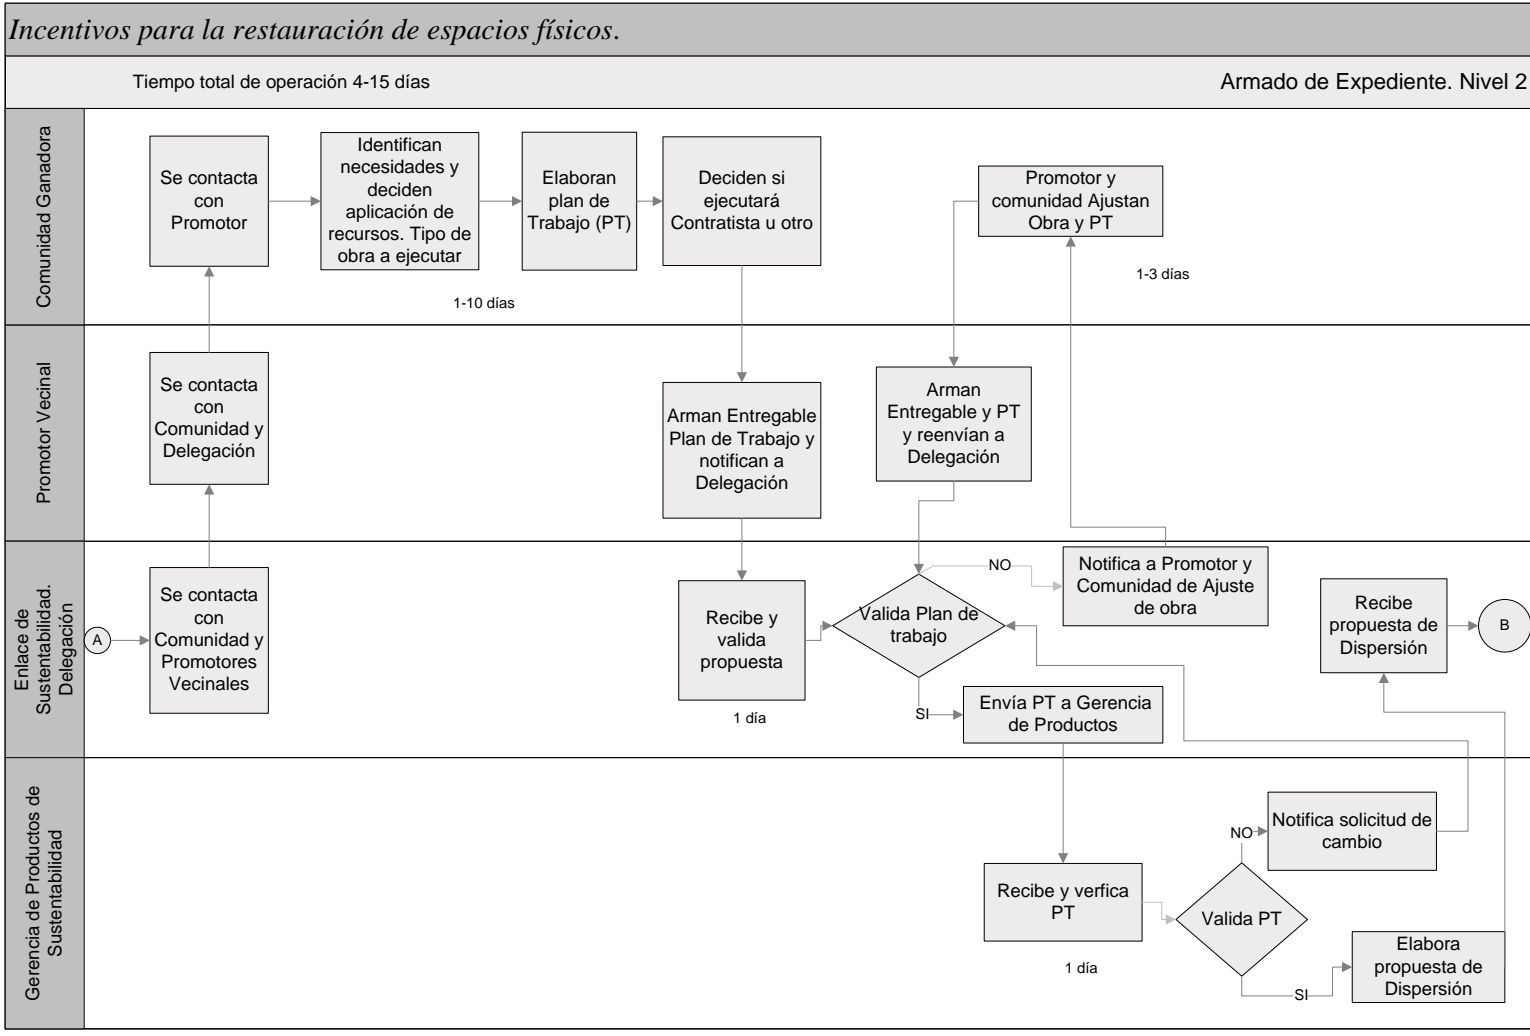 Incentivos para la restauración de espacios físicos.
Tiempo total de operación 4-15 días
Armado de Expediente. Nivel 2
Comunidad Ganadora
Se contacta
con
Promotor
Identifican
necesidades y
deciden
aplicación de
recursos. Tipo de
obra a ejecutar
Elaboran
plan de
Trabajo (PT)
Deciden si
ejecutará
Contratista u otro
Promotor y
comunidad Ajustan
Obra y PT
1-10 días
1-3 días
Promotor Vecinal
Se contacta
con
Comunidad y
Delegación
Arman Entregable
Plan de Trabajo y
notifican a
Delegación
Arman
Entregable y PT
y reenvían a
Delegación
Enlace de
Sustentabilidad.
Delegación
A
Se contacta
con
Comunidad y
Promotores
Vecinales
Recibe y
valida
propuesta
1 día
Valida Plan de
trabajo
NO
Notifica a Promotor y
Comunidad de Ajuste
de obra
SI
Envía PT a Gerencia
de Productos
Recibe
propuesta de
Dispersión
B
Gerencia de Productos de
Sustentabilidad
Recibe y verfica
PT
1 día
Valida PT
NO
Notifica solicitud de
cambio
SI
Elabora
propuesta de
Dispersión